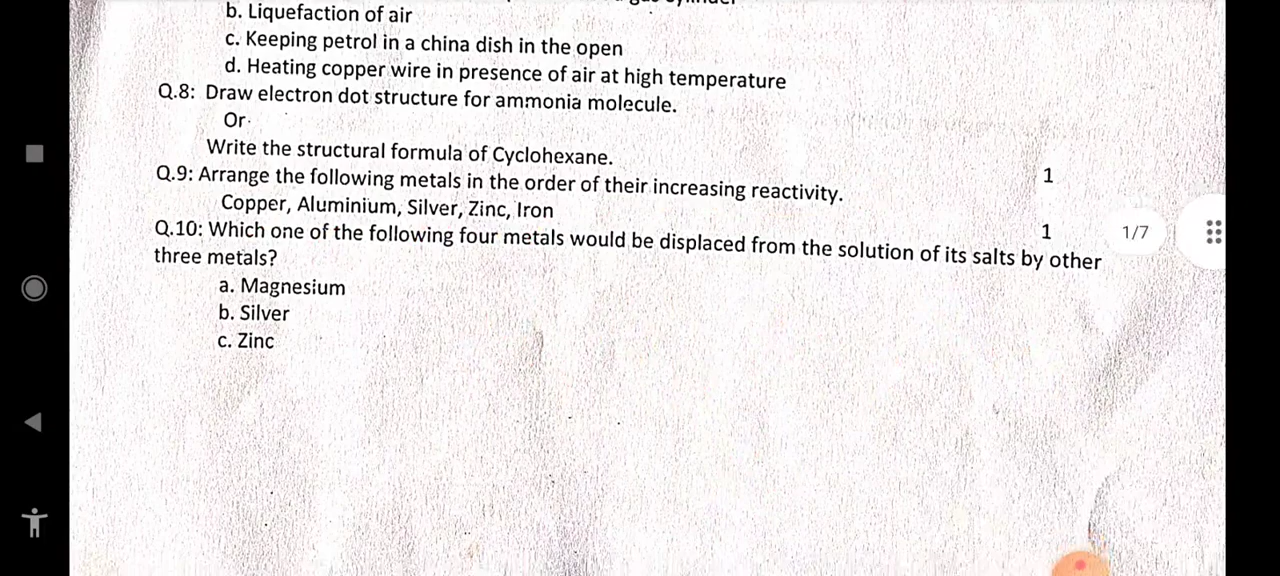 b. Liquefaction of air
c. Keeping petrol in a china dish in the open
d. Heating copper wire in presence of air at high temperature
Q.8: Draw electron dot structure for ammonia molecule.
Or
Write the structural formula of Cyclohexane.
1
Q.9: Arrange the following metals in the order of their increasing reactivity.
Copper, Aluminium, Silver, Zinc, Iron
1
1/7
Q.10: Which one of the following four metals would be displaced from the solution of its salts by other
three metals?
a. Magnesium
b. Silver
c. Zinc